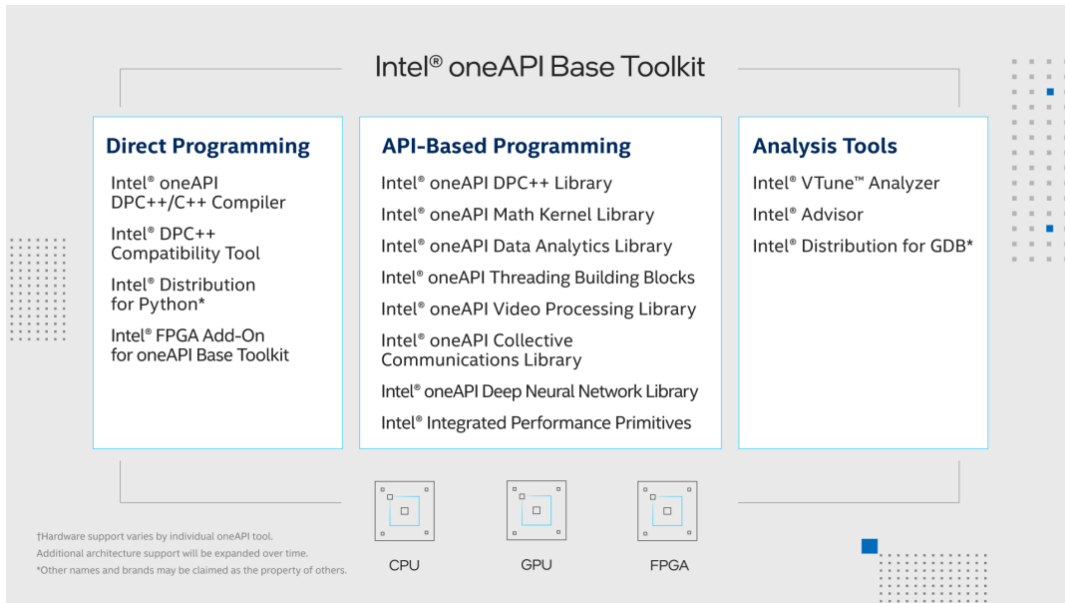 Intel® oneAPI Base Toolkit
Direct Programming
Intel® oneAPI
DPC++/C++ Compiler
Intel® DPC++
Compatibility Tool
Intel® Distribution
for Python*
Intel® FPGA Add-On
for oneAPI Base Toolkit
API-Based Programming
Intel® oneAPI DPC++ Library
Intel® oneAPI Math Kernel Library
Intel® oneAPI Data Analytics Library
Intel® oneAPI Threading Building Blocks
Intel® oneAPI Video Processing Library
Intel® oneAPI Collective
Communications Library
Intel® oneAPI Deep Neural Network Library
Intel® Integrated Performance Primitives
Analysis Tools
Intel® VTune™ Analyzer
Intel® Advisor
Intel® Distribution for GDB*
CPU
GPU
FPGA
†Hardware support varies by individual oneAPI tool.
Additional architecture support will be expanded over time.
*Other names and brands may be claimed as the property of others.